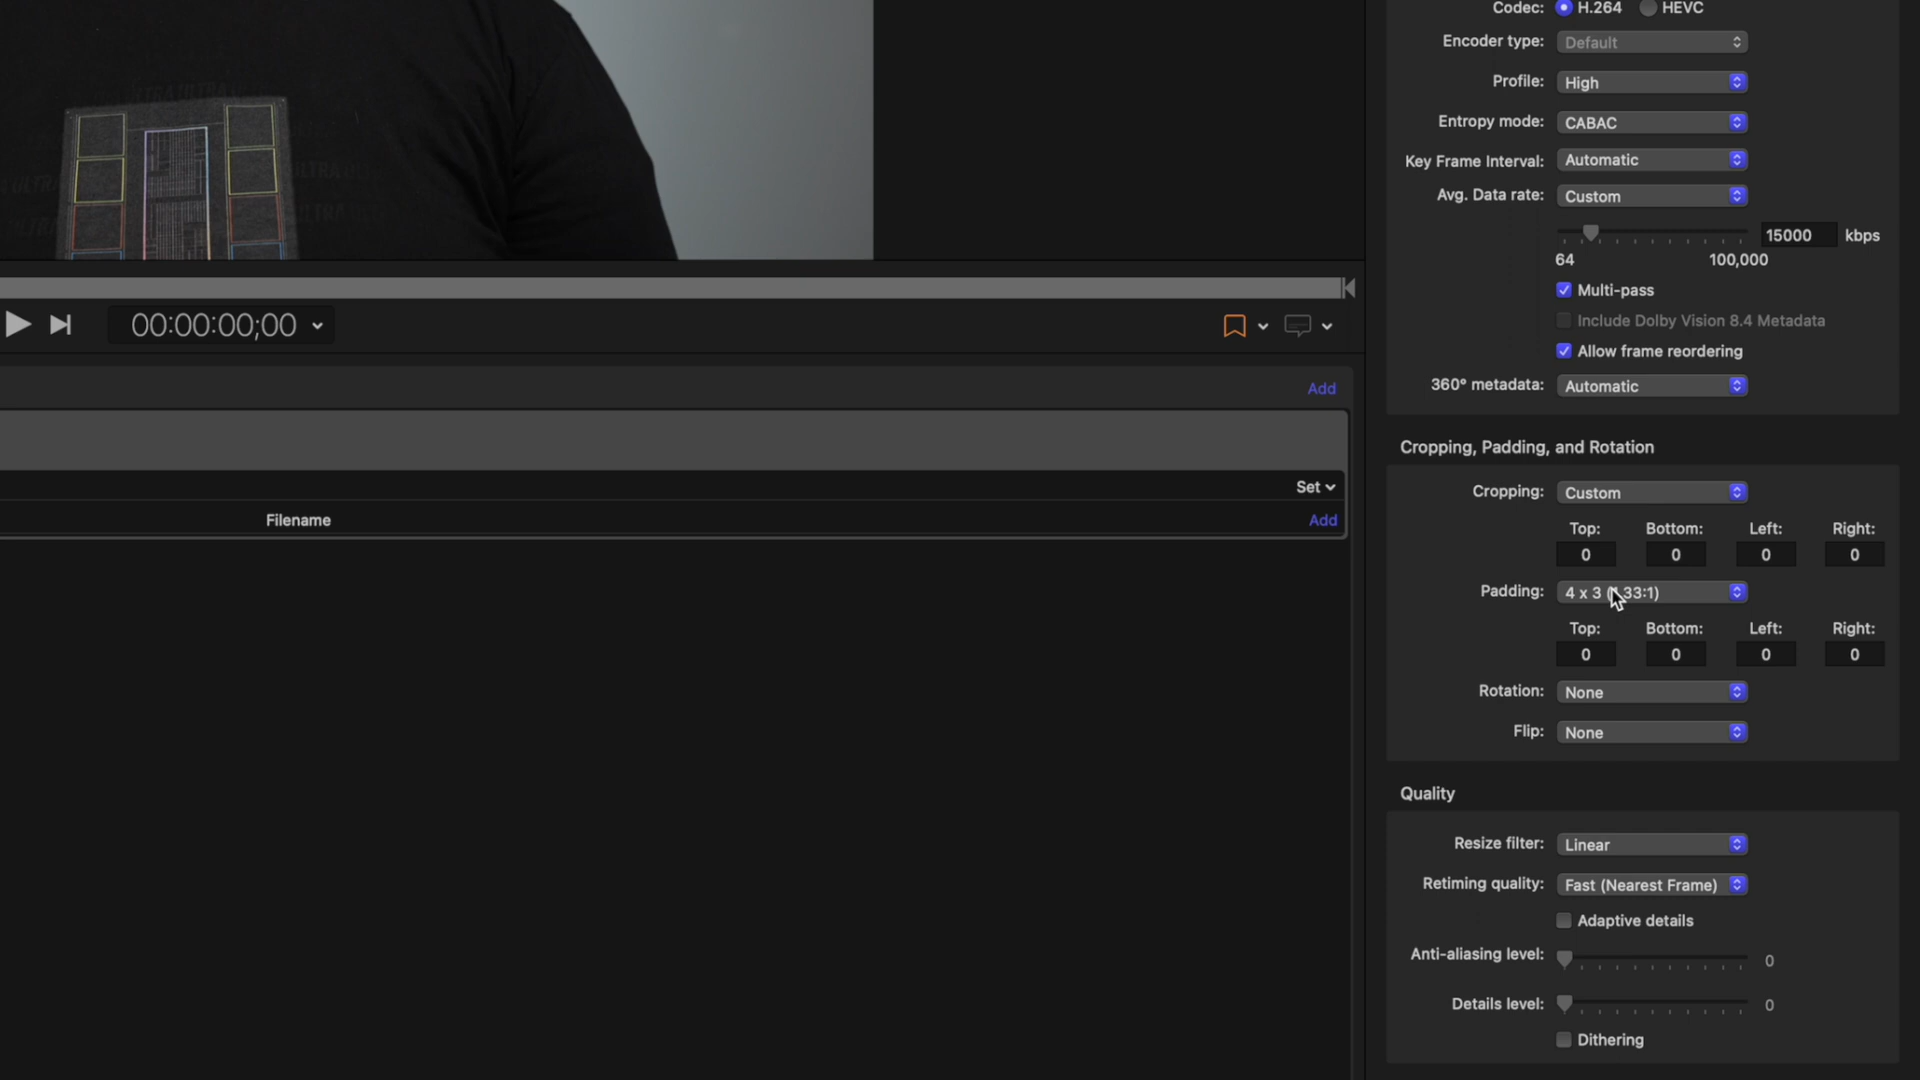 Codec: H.264 HEVC
Encoder type: Default
Profile: High
Entropy mode: CABAC
Key Frame Interval: Automatic
Avg. Data rate: Custom
15000 kbps
64 100,000
Multi-pass
Include Dolby Vision 8.4 Metadata
Allow frame reordering
360° metadata: Automatic
00:00:00;00
Add
Set
Filename Add
Cropping, Padding, and Rotation
Cropping: Custom
Top: Bottom: Left: Right:
0 0 0 0
Padding: 4 x 3 (1.33:1)
Top: Bottom: Left: Right:
0 0 0 0
Rotation: None
Flip: None
Quality
Resize filter: Linear
Retiming quality: Fast (Nearest Frame)
Adaptive details
Anti-aliasing level: 0
Details level: 0
Dithering